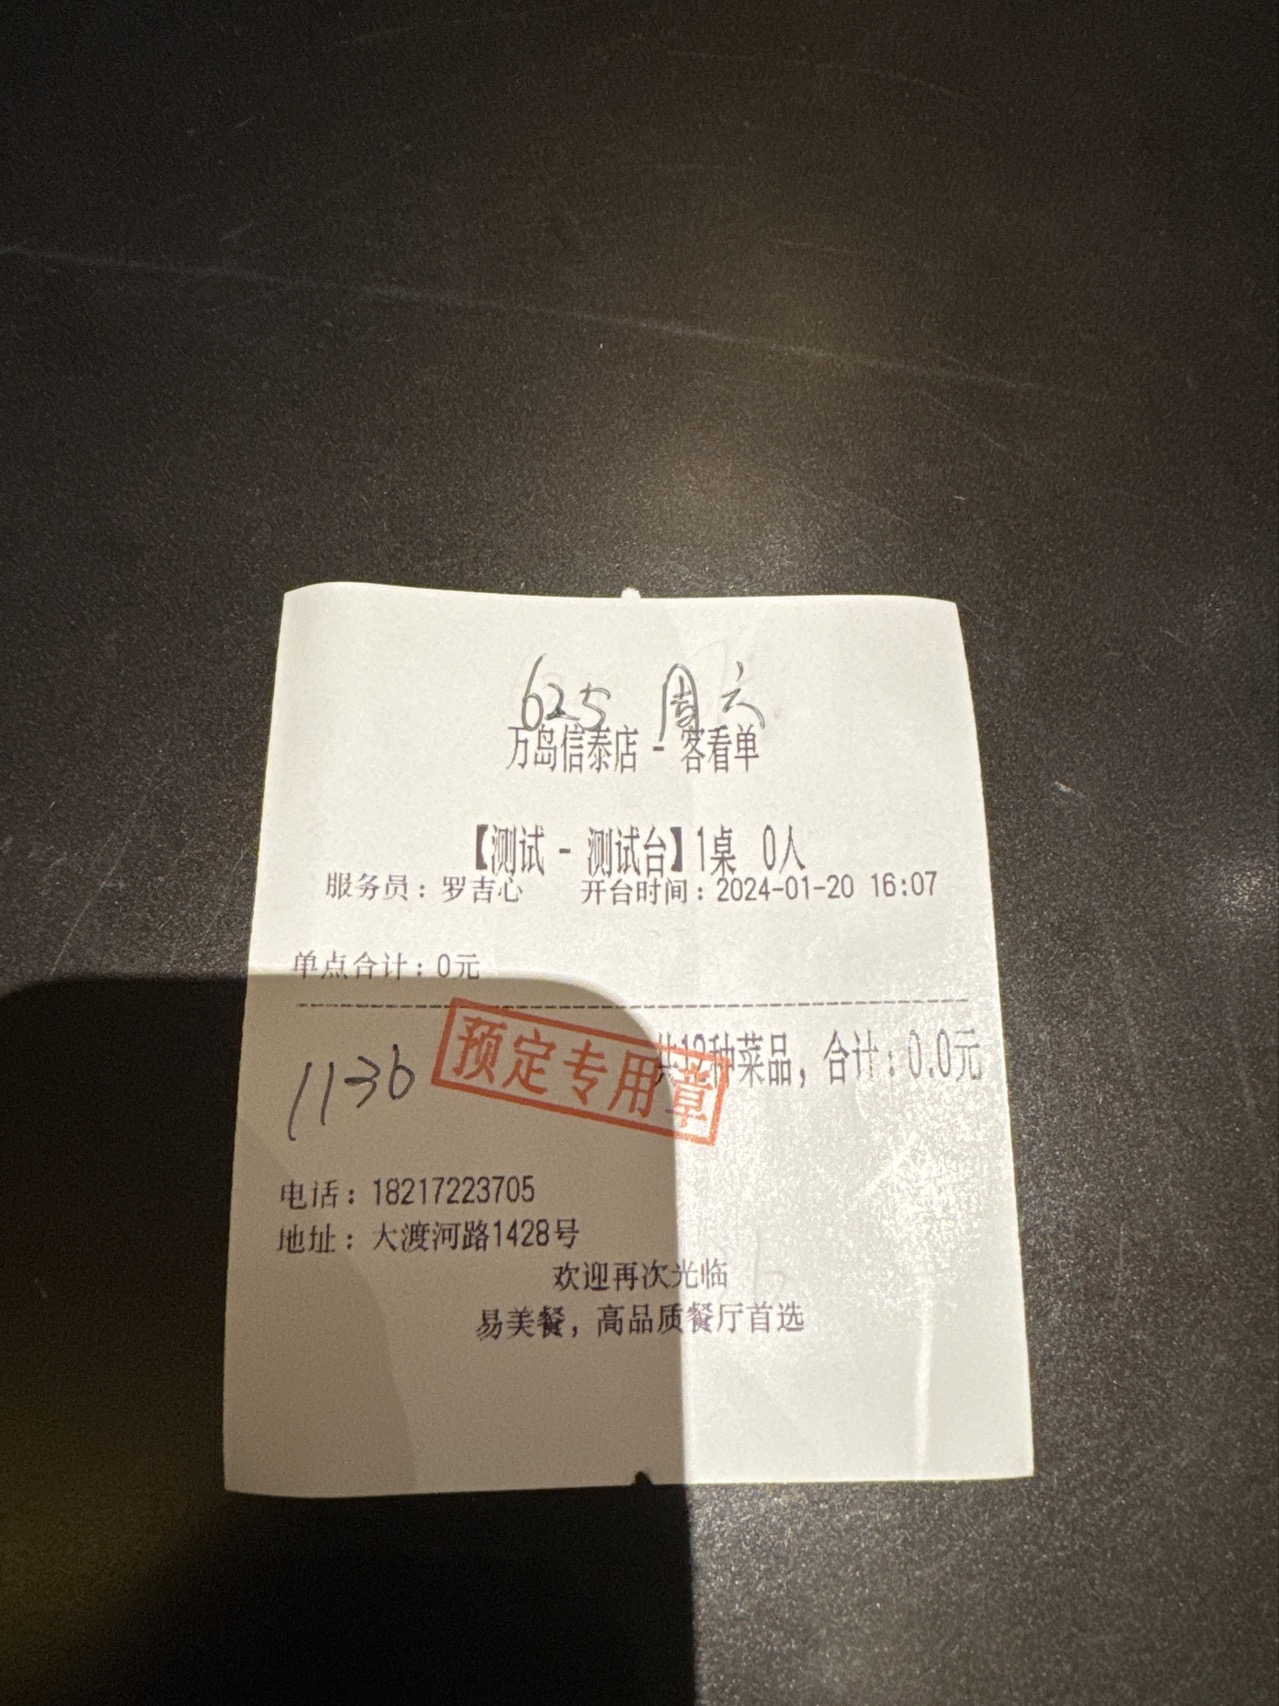 625 周六
万岛信泰店 - 客看单
【测试 - 测试台】1桌 0人
服务员：罗吉心 开台时间：2024-01-20 16:07
单点合计：0元
共12种菜品，合计：0.0元
预定专用章
1136
电话：18217223705
地址：大渡河路1428号
欢迎再次光临
易美餐，高品质餐厅首选